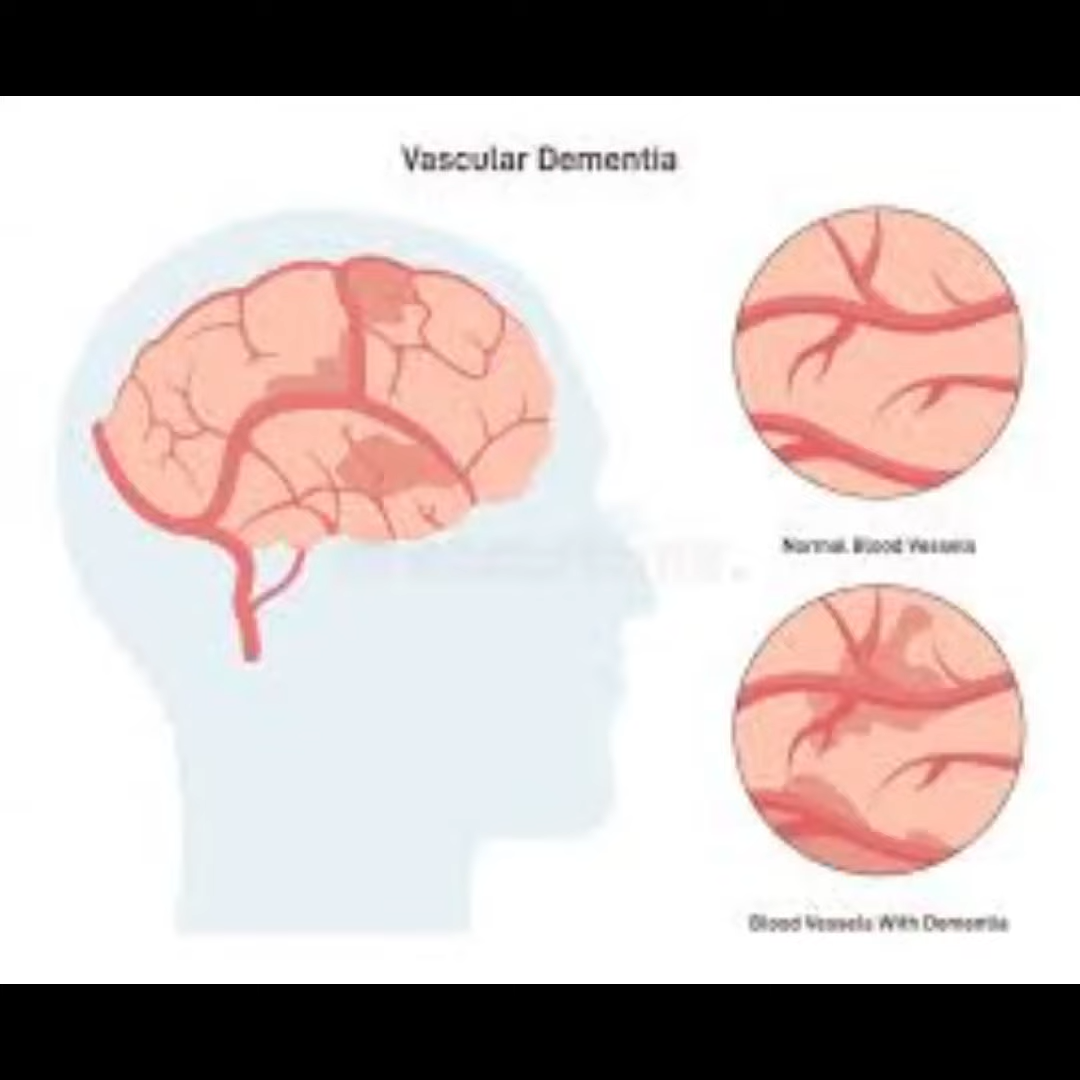 Vascular Dementia
Normal Blood Vessels
Blood Vessels With Dementia